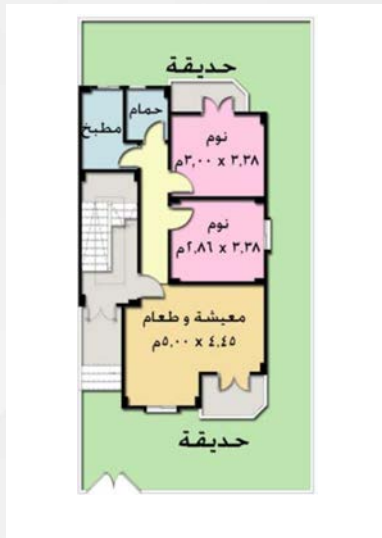 حديقة
حمام
مطبخ
نوم
٣,٣٨ x ٣,٠٠م
نوم
٣,٣٨ x ٢,٨٦م
معيشة و طعام
٤,٤٥ x ٥,٠٠م
حديقة